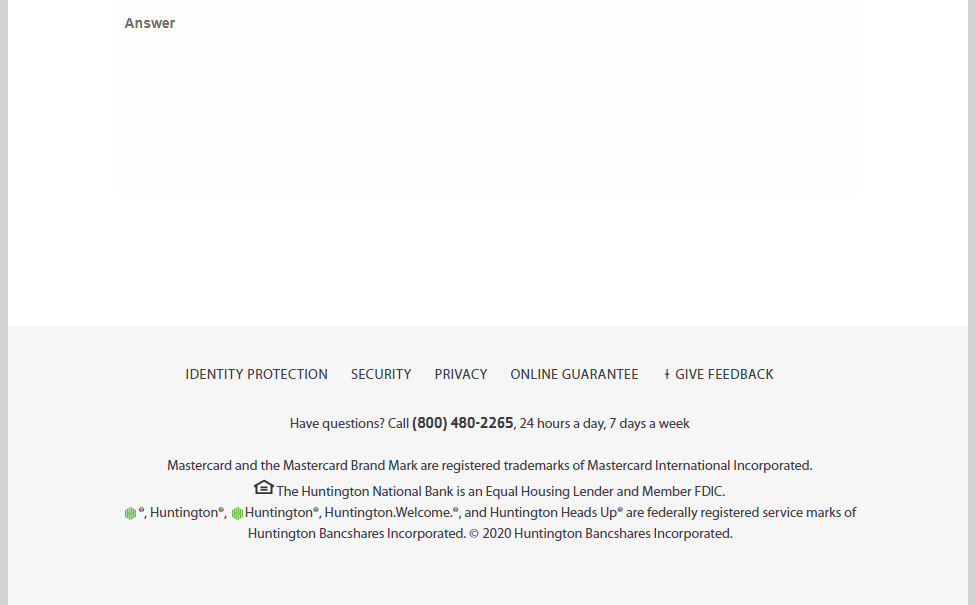 Answer
IDENTITY PROTECTION SECURITY PRIVACY ONLINE GUARANTEE ☨ GIVE FEEDBACK
Have questions? Call (800) 480-2265, 24 hours a day, 7 days a week
Mastercard and the Mastercard Brand Mark are registered trademarks of Mastercard International Incorporated.
The Huntington National Bank is an Equal Housing Lender and Member FDIC.
®, Huntington®, Huntington®, Huntington.Welcome.®, and Huntington Heads Up® are federally registered service marks of
Huntington Bancshares Incorporated. © 2020 Huntington Bancshares Incorporated.